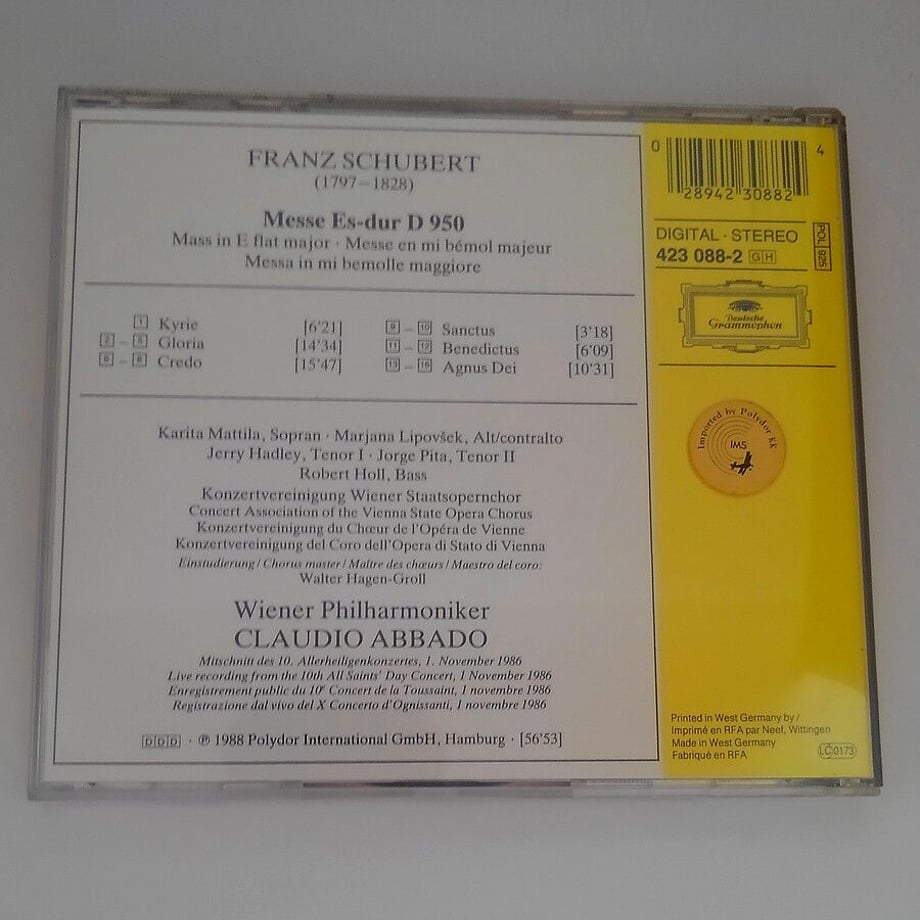 FRANZ SCHUBERT
(1797–1828)
Messe Es-dur D 950
Mass in E flat major · Messe en mi bémol majeur
Messa in mi bemolle maggiore
1 Kyrie [6'21]
2 – 5 Gloria [14'34]
6 – 8 Credo [15'47]
9 – 10 Sanctus [3'18]
11 – 12 Benedictus [6'09]
13 – 16 Agnus Dei [10'31]
Karita Mattila, Sopran · Marjana Lipovšek, Alt/contralto
Jerry Hadley, Tenor I · Jorge Pita, Tenor II
Robert Holl, Bass
Konzertvereinigung Wiener Staatsopernchor
Concert Association of the Vienna State Opera Chorus
Konzertvereinigung du Chœur de l'Opéra de Vienne
Konzertvereinigung del Coro dell'Opera di Stato di Vienna
Einstudierung / Chorus master / Maître des chœurs / Maestro del coro:
Walter Hagen-Groll
Wiener Philharmoniker
CLAUDIO ABBADO
Mitschnitt des 10. Allerheiligenkonzertes, 1. November 1986
Live recording from the 10th All Saints' Day Concert, 1 November 1986
Enregistrement public du 10e Concert de la Toussaint, 1 novembre 1986
Registrazione dal vivo del X Concerto d'Ognissanti, 1 novembre 1986
DDD · ℗ 1988 Polydor International GmbH, Hamburg · [56'53]
0 28942 30882 4
DIGITAL · STEREO
423 088-2 GH
POL 925
Deutsche
Grammophon
Imported by Polydor KK
IMS
Printed in West Germany by /
Imprimé en RFA par Neef, Wittingen
Made in West Germany
Fabriqué en RFA
LC 0173